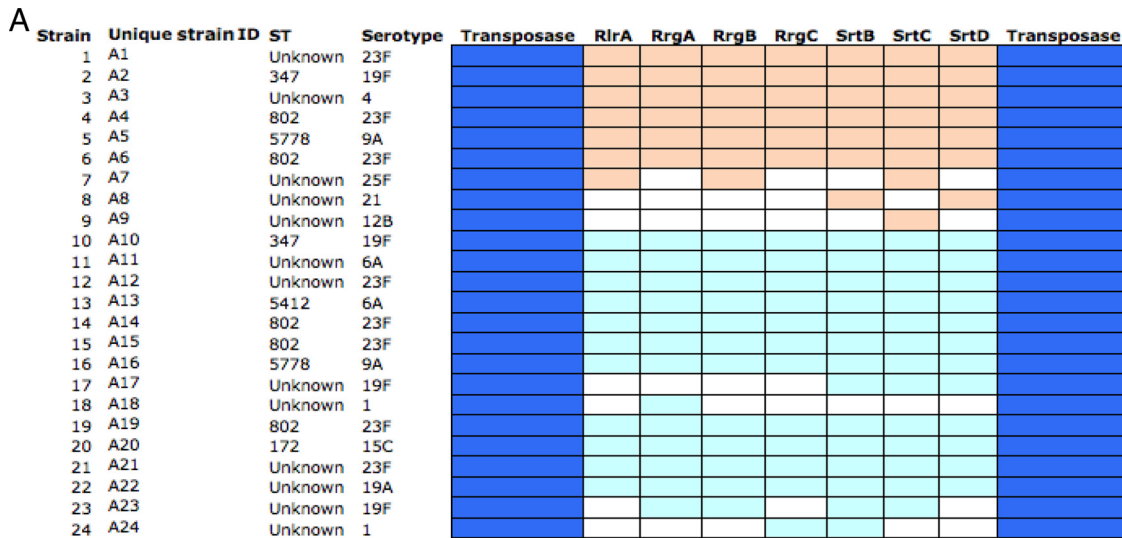 A
Strain Unique strain ID ST Serotype Transposase RlrA RrgA RrgB RrgC SrtB SrtC SrtD Transposase
1 A1 Unknown 23F
2 A2 347 19F
3 A3 Unknown 4
4 A4 802 23F
5 A5 5778 9A
6 A6 802 23F
7 A7 Unknown 25F
8 A8 Unknown 21
9 A9 Unknown 12B
10 A10 347 19F
11 A11 Unknown 6A
12 A12 Unknown 23F
13 A13 5412 6A
14 A14 802 23F
15 A15 802 23F
16 A16 5778 9A
17 A17 Unknown 19F
18 A18 Unknown 1
19 A19 802 23F
20 A20 172 15C
21 A21 Unknown 23F
22 A22 Unknown 19A
23 A23 Unknown 19F
24 A24 Unknown 1